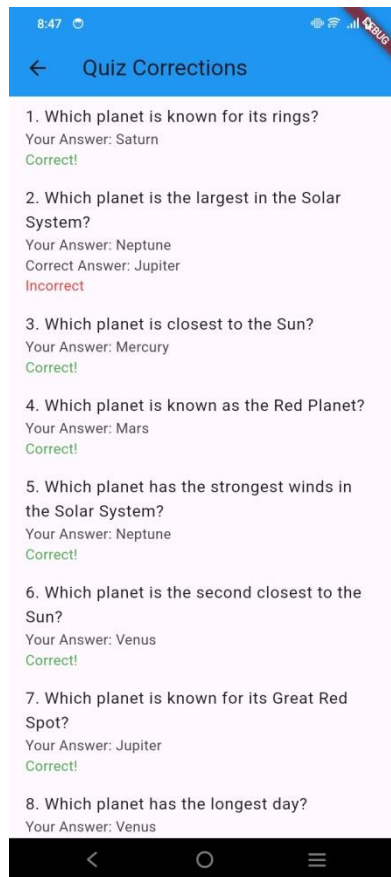 8:47
DEBUG
Quiz Corrections
1. Which planet is known for its rings?
Your Answer: Saturn
Correct!
2. Which planet is the largest in the Solar
System?
Your Answer: Neptune
Correct Answer: Jupiter
Incorrect
3. Which planet is closest to the Sun?
Your Answer: Mercury
Correct!
4. Which planet is known as the Red Planet?
Your Answer: Mars
Correct!
5. Which planet has the strongest winds in
the Solar System?
Your Answer: Neptune
Correct!
6. Which planet is the second closest to the
Sun?
Your Answer: Venus
Correct!
7. Which planet is known for its Great Red
Spot?
Your Answer: Jupiter
Correct!
8. Which planet has the longest day?
Your Answer: Venus